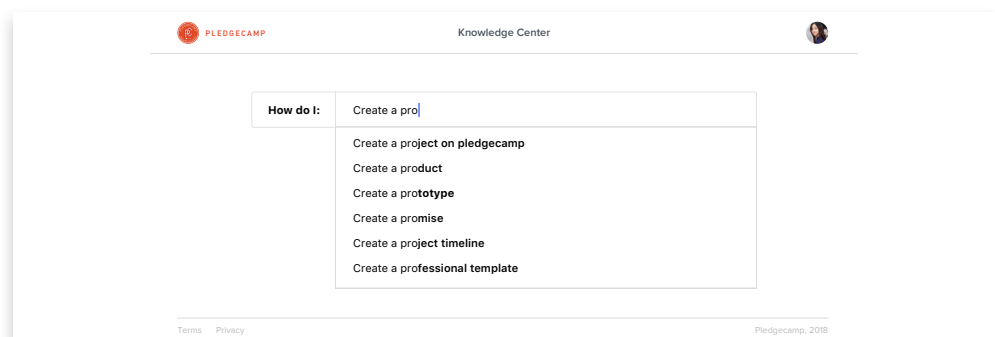 PLEDGECAMP Knowledge Center
How do I: Create a pro
Create a project on pledgecamp
Create a product
Create a prototype
Create a promise
Create a project timeline
Create a professional template
Terms Privacy Pledgecamp, 2018